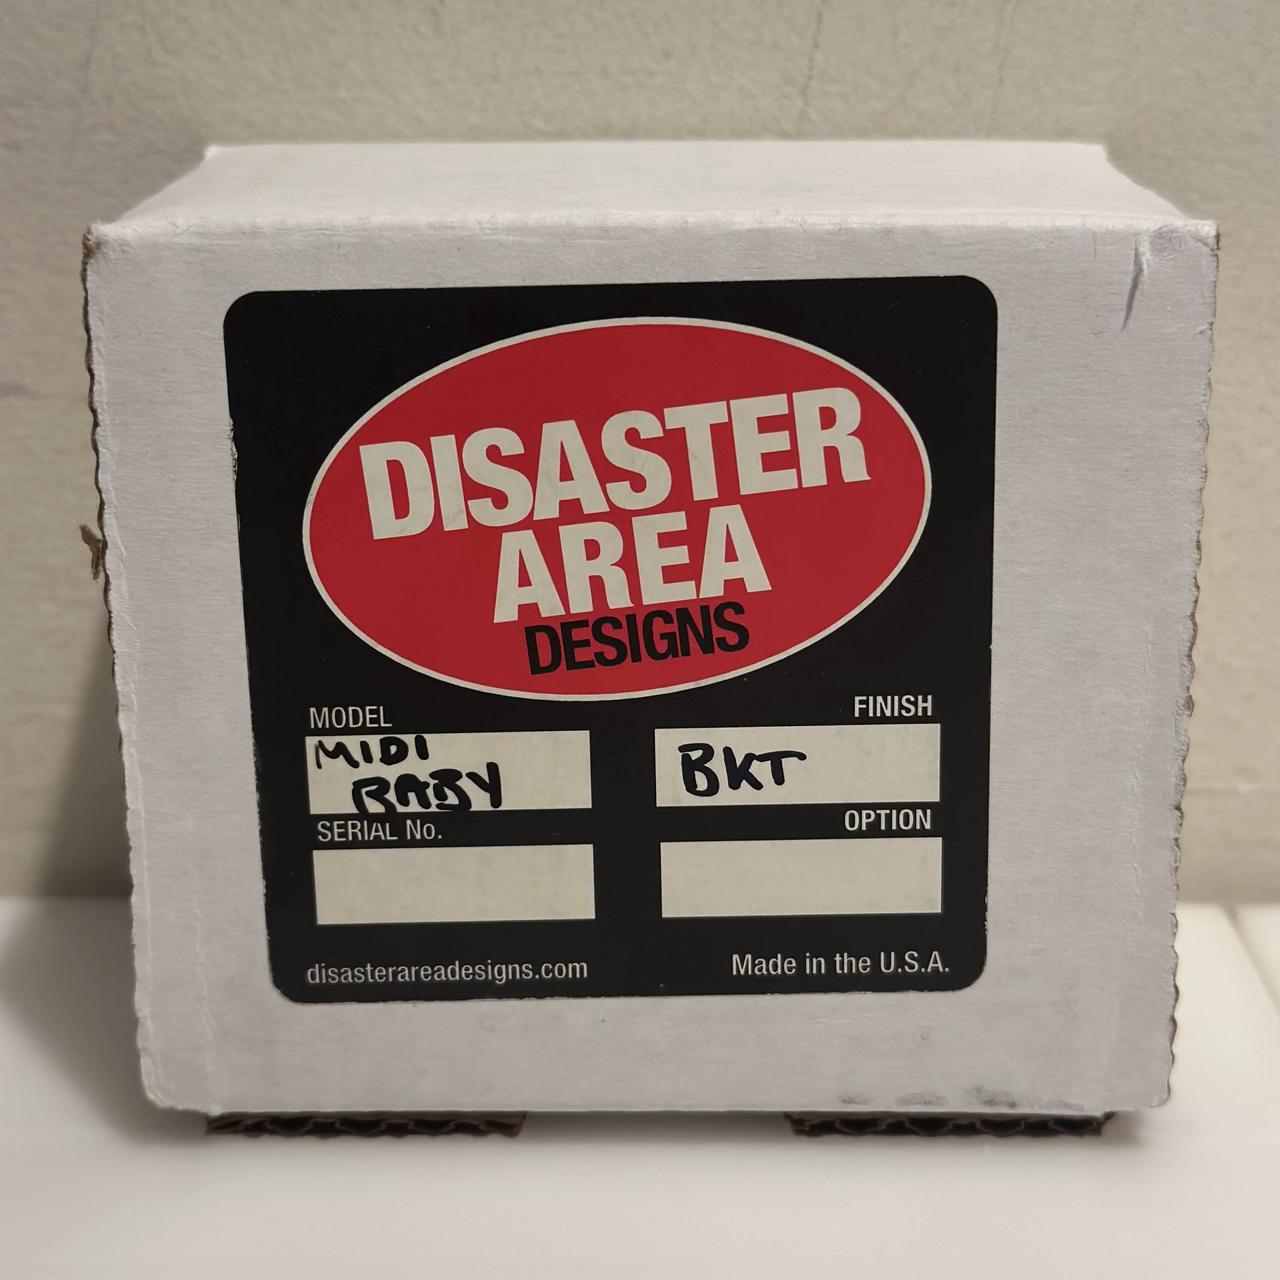 DISASTER
AREA
DESIGNS
MODEL
MIDI
BABY
FINISH
BKT
SERIAL No.
OPTION
disasterareadesigns.com
Made in the U.S.A.